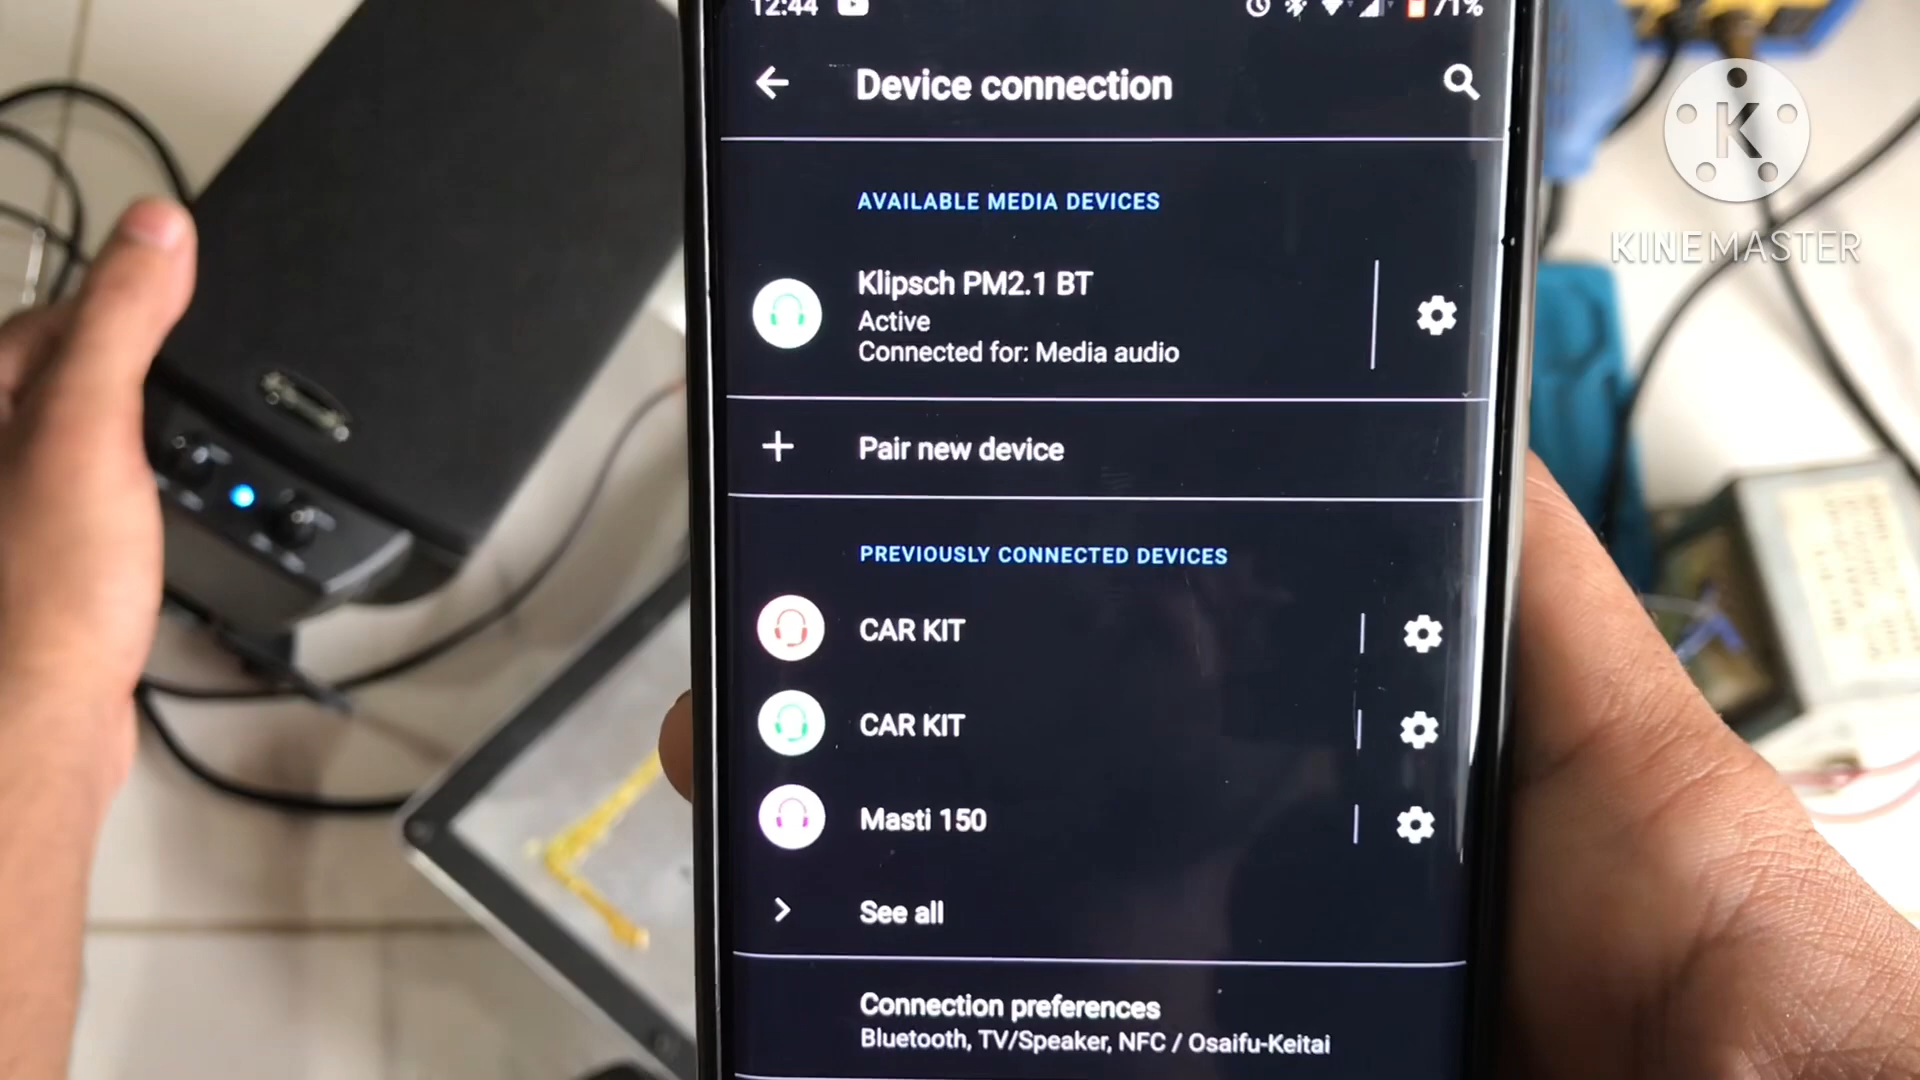 12:44
71%
Device connection
AVAILABLE MEDIA DEVICES
Klipsch PM2.1 BT
Active
Connected for: Media audio
Pair new device
PREVIOUSLY CONNECTED DEVICES
CAR KIT
CAR KIT
Masti 150
See all
Connection preferences
Bluetooth, TV/Speaker, NFC / Osaifu-Keitai
K
KINEMASTER